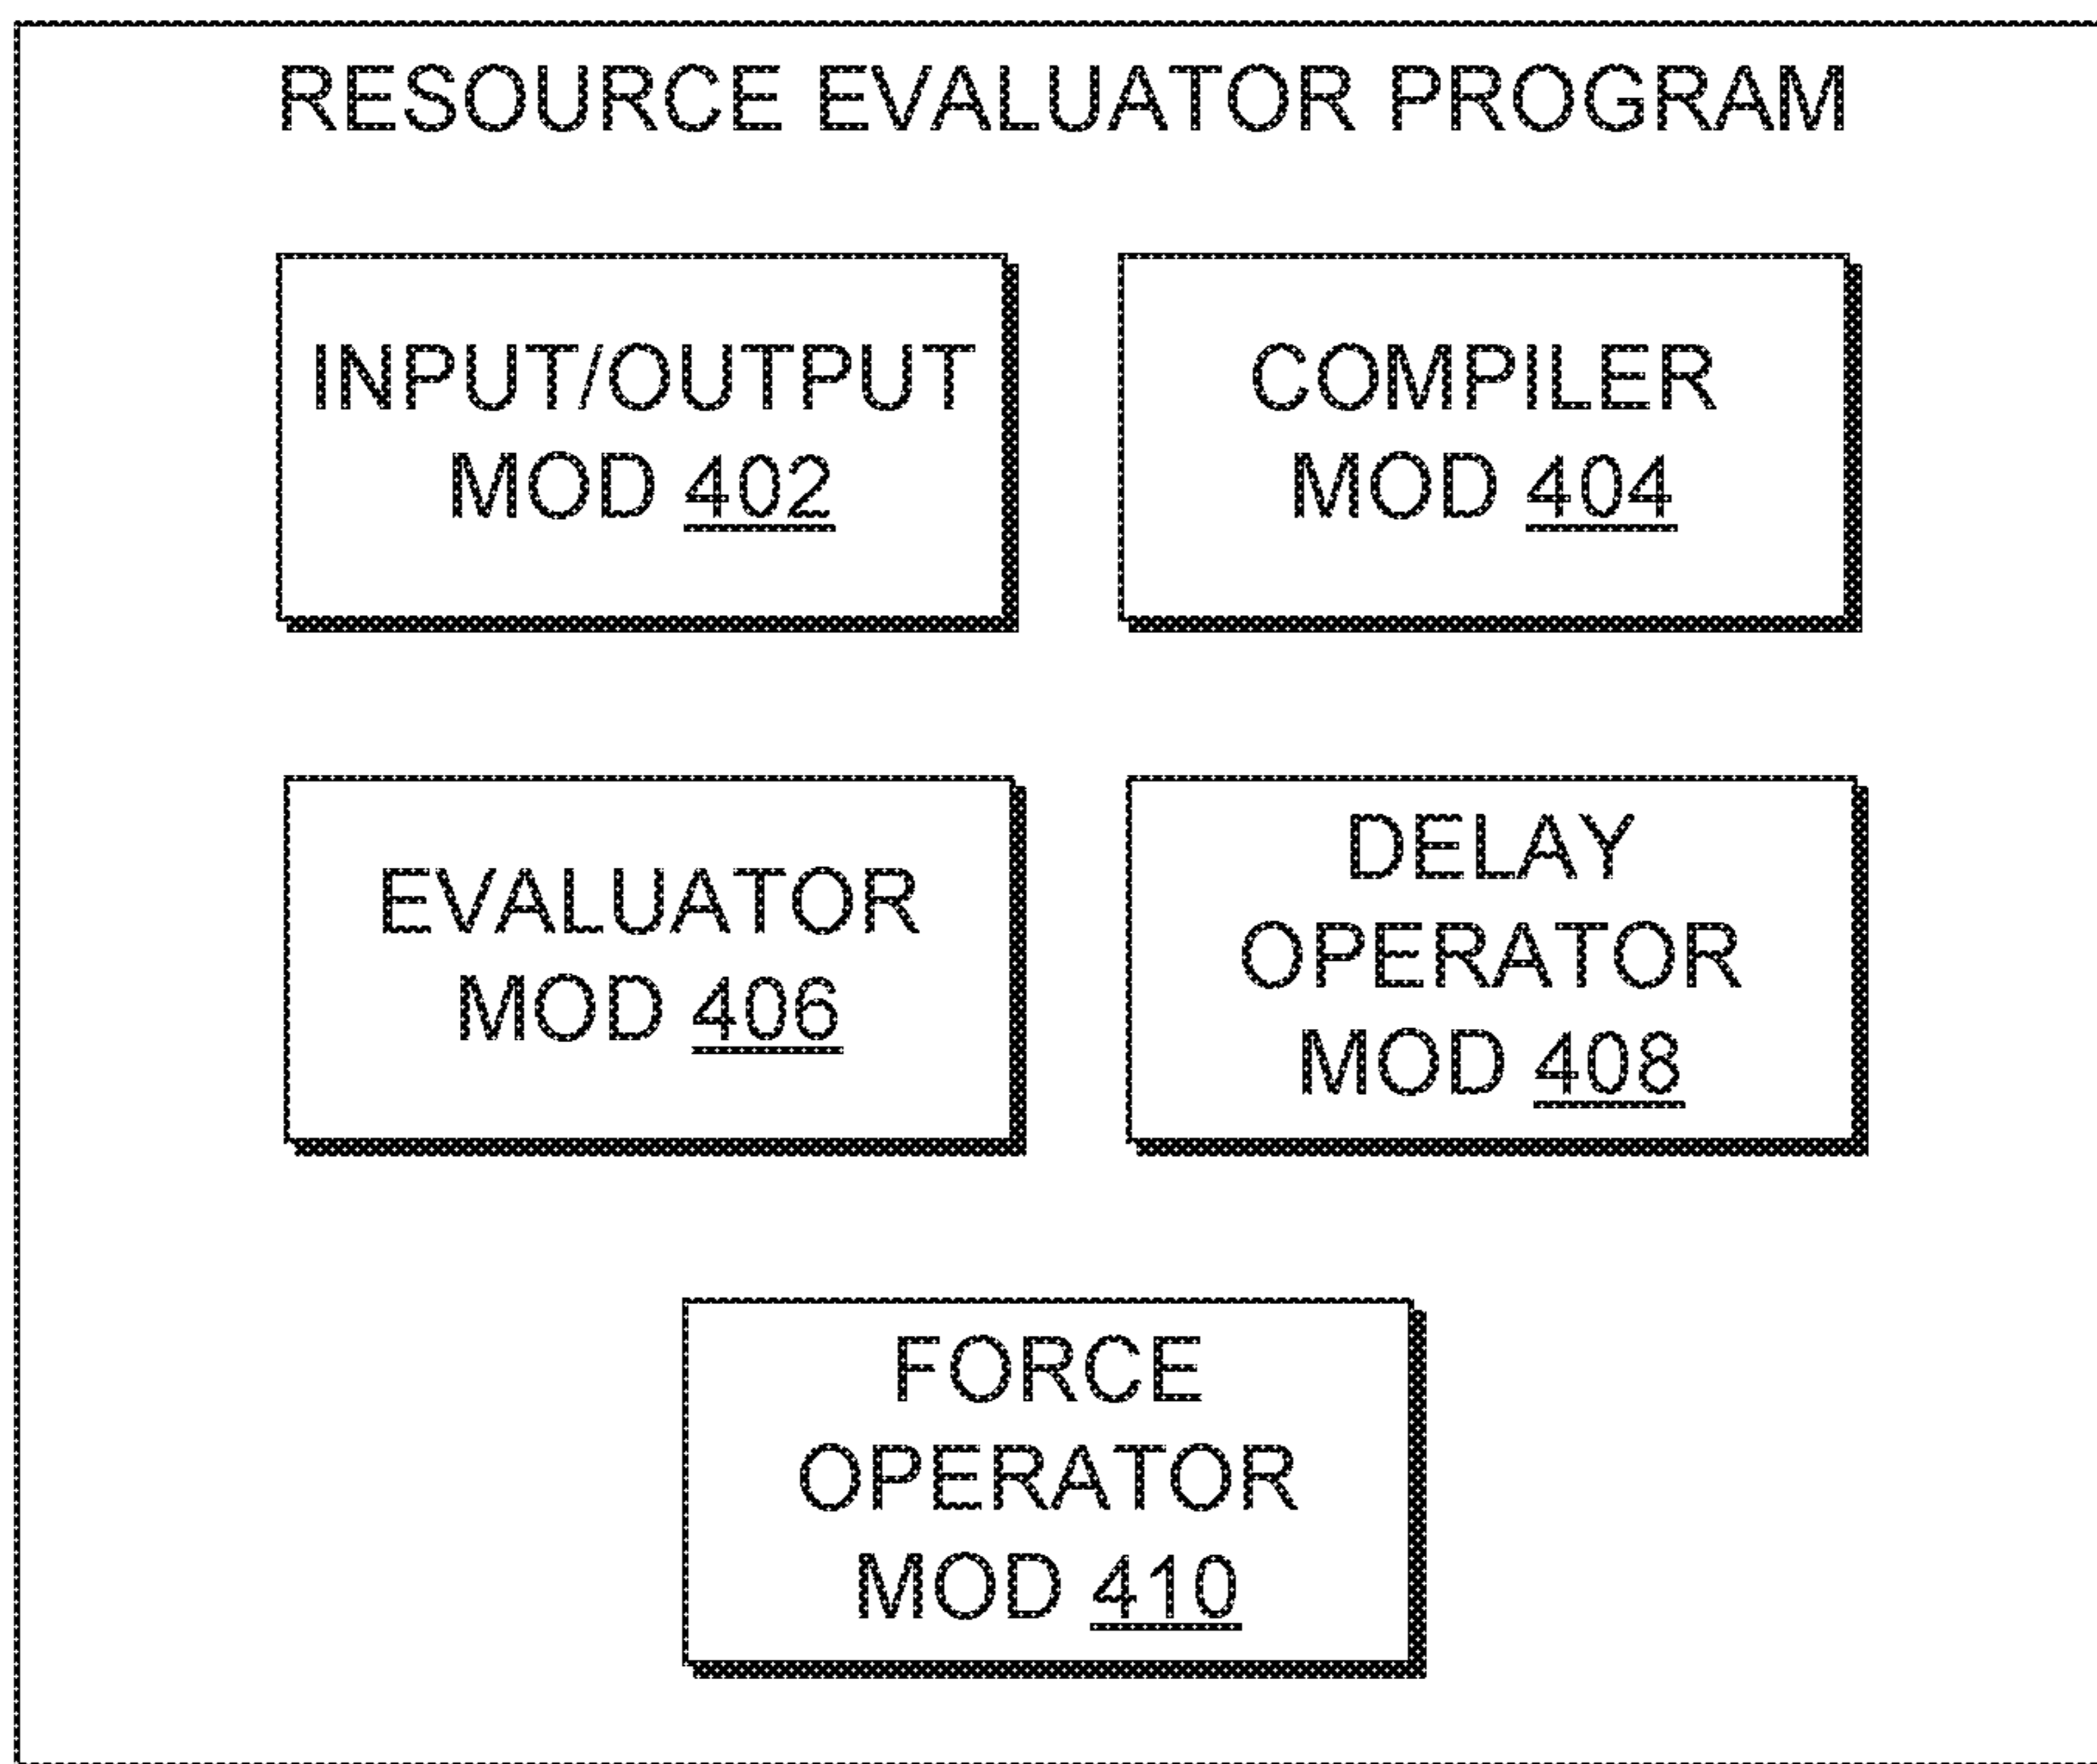 RESOURCE EVALUATOR PROGRAM
INPUT/OUTPUT
MOD 402
COMPILER
MOD 404
EVALUATOR
MOD 406
DELAY
OPERATOR
MOD 408
FORCE
OPERATOR
MOD 410